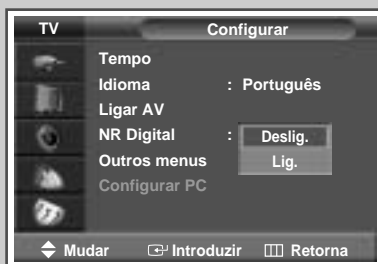 TV Configurar
Tempo
Idioma : Português
Ligar AV
NR Digital : Deslig.
Lig.
Outros menus
Configurar PC
Mudar Introduzir Retorna